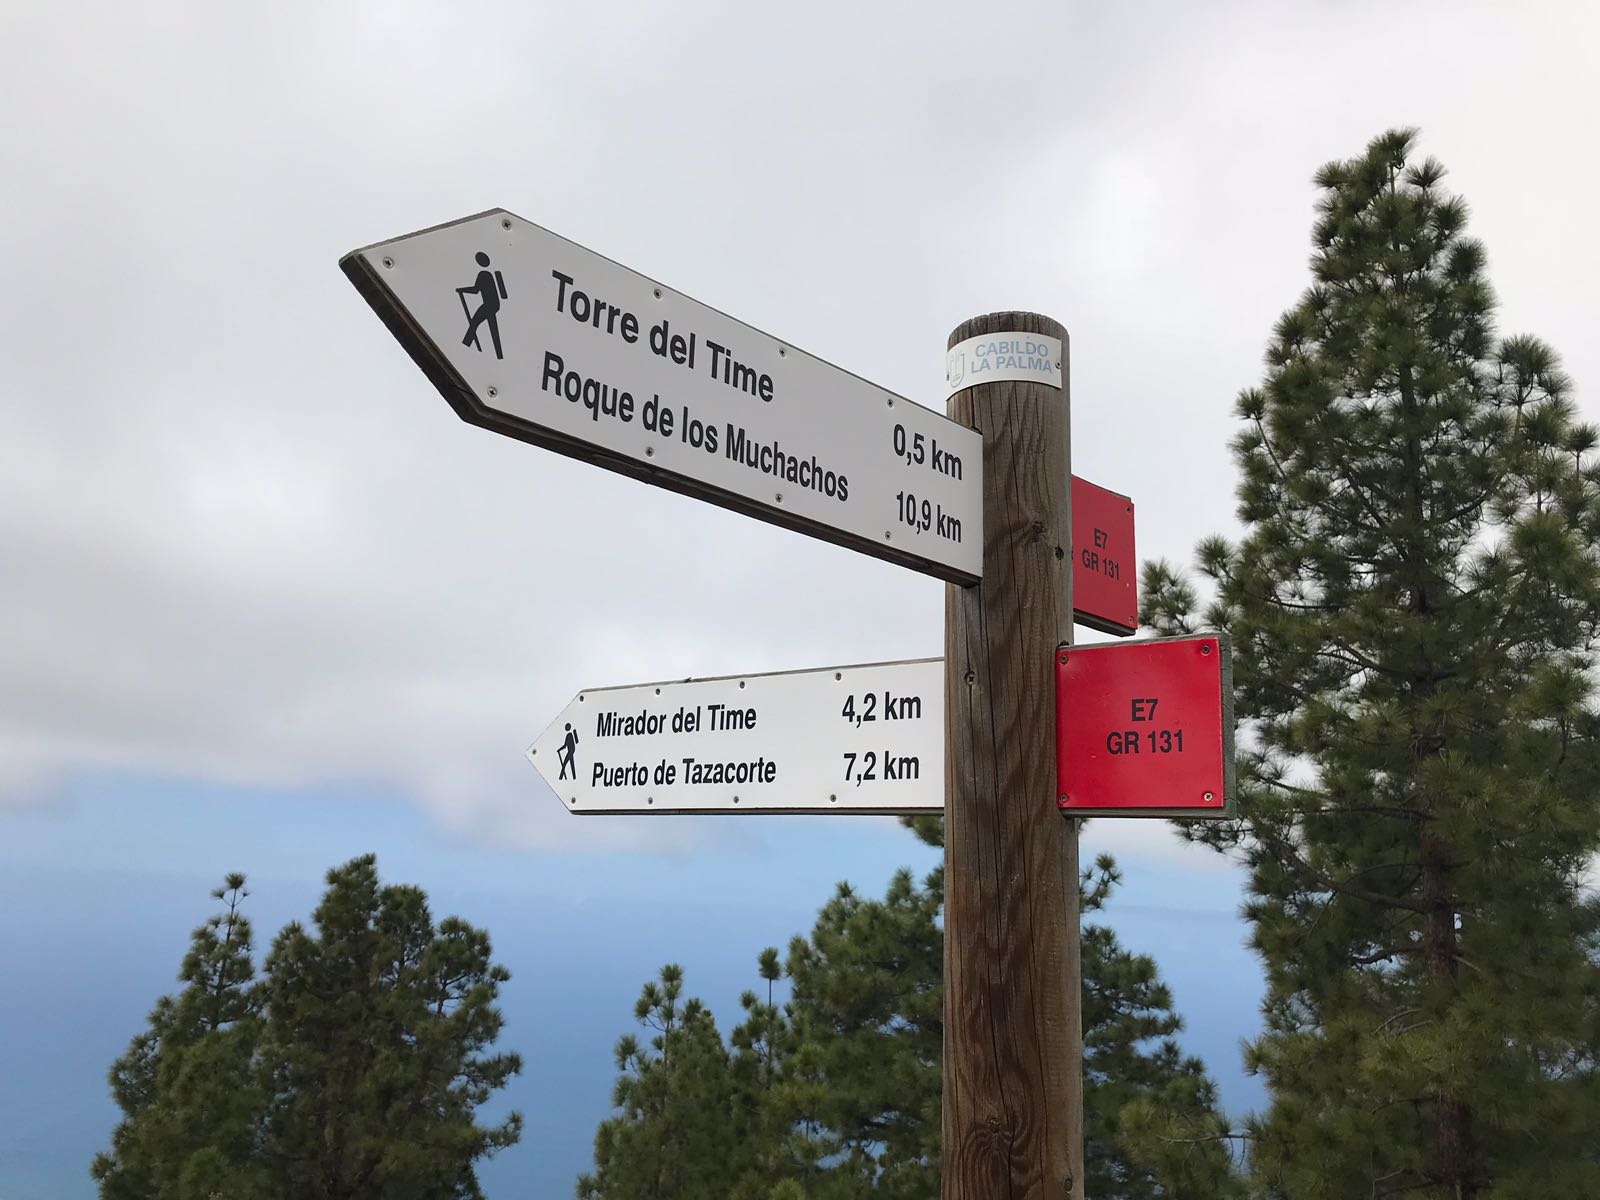 CABILDO
LA PALMA
Torre del Time 0,5 km
Roque de los Muchachos 10,9 km
E7
GR 131
Mirador del Time 4,2 km
Puerto de Tazacorte 7,2 km
E7
GR 131